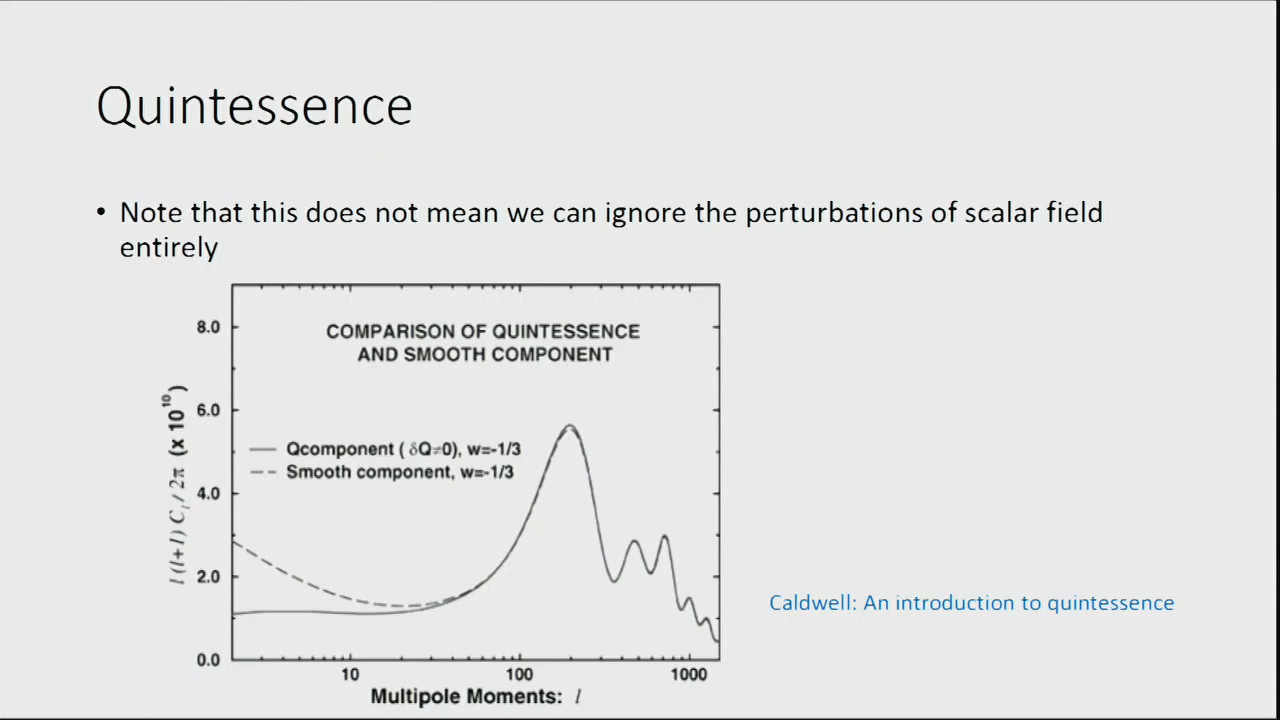 Quintessence
• Note that this does not mean we can ignore the perturbations of scalar field
entirely
COMPARISON OF QUINTESSENCE
AND SMOOTH COMPONENT
Qcomponent ( δQ≠0), w=-1/3
Smooth component, w=-1/3
l (l+1) C_l / 2π (x 10^10)
8.0
6.0
4.0
2.0
0.0
10 100 1000
Multipole Moments: l
Caldwell: An introduction to quintessence